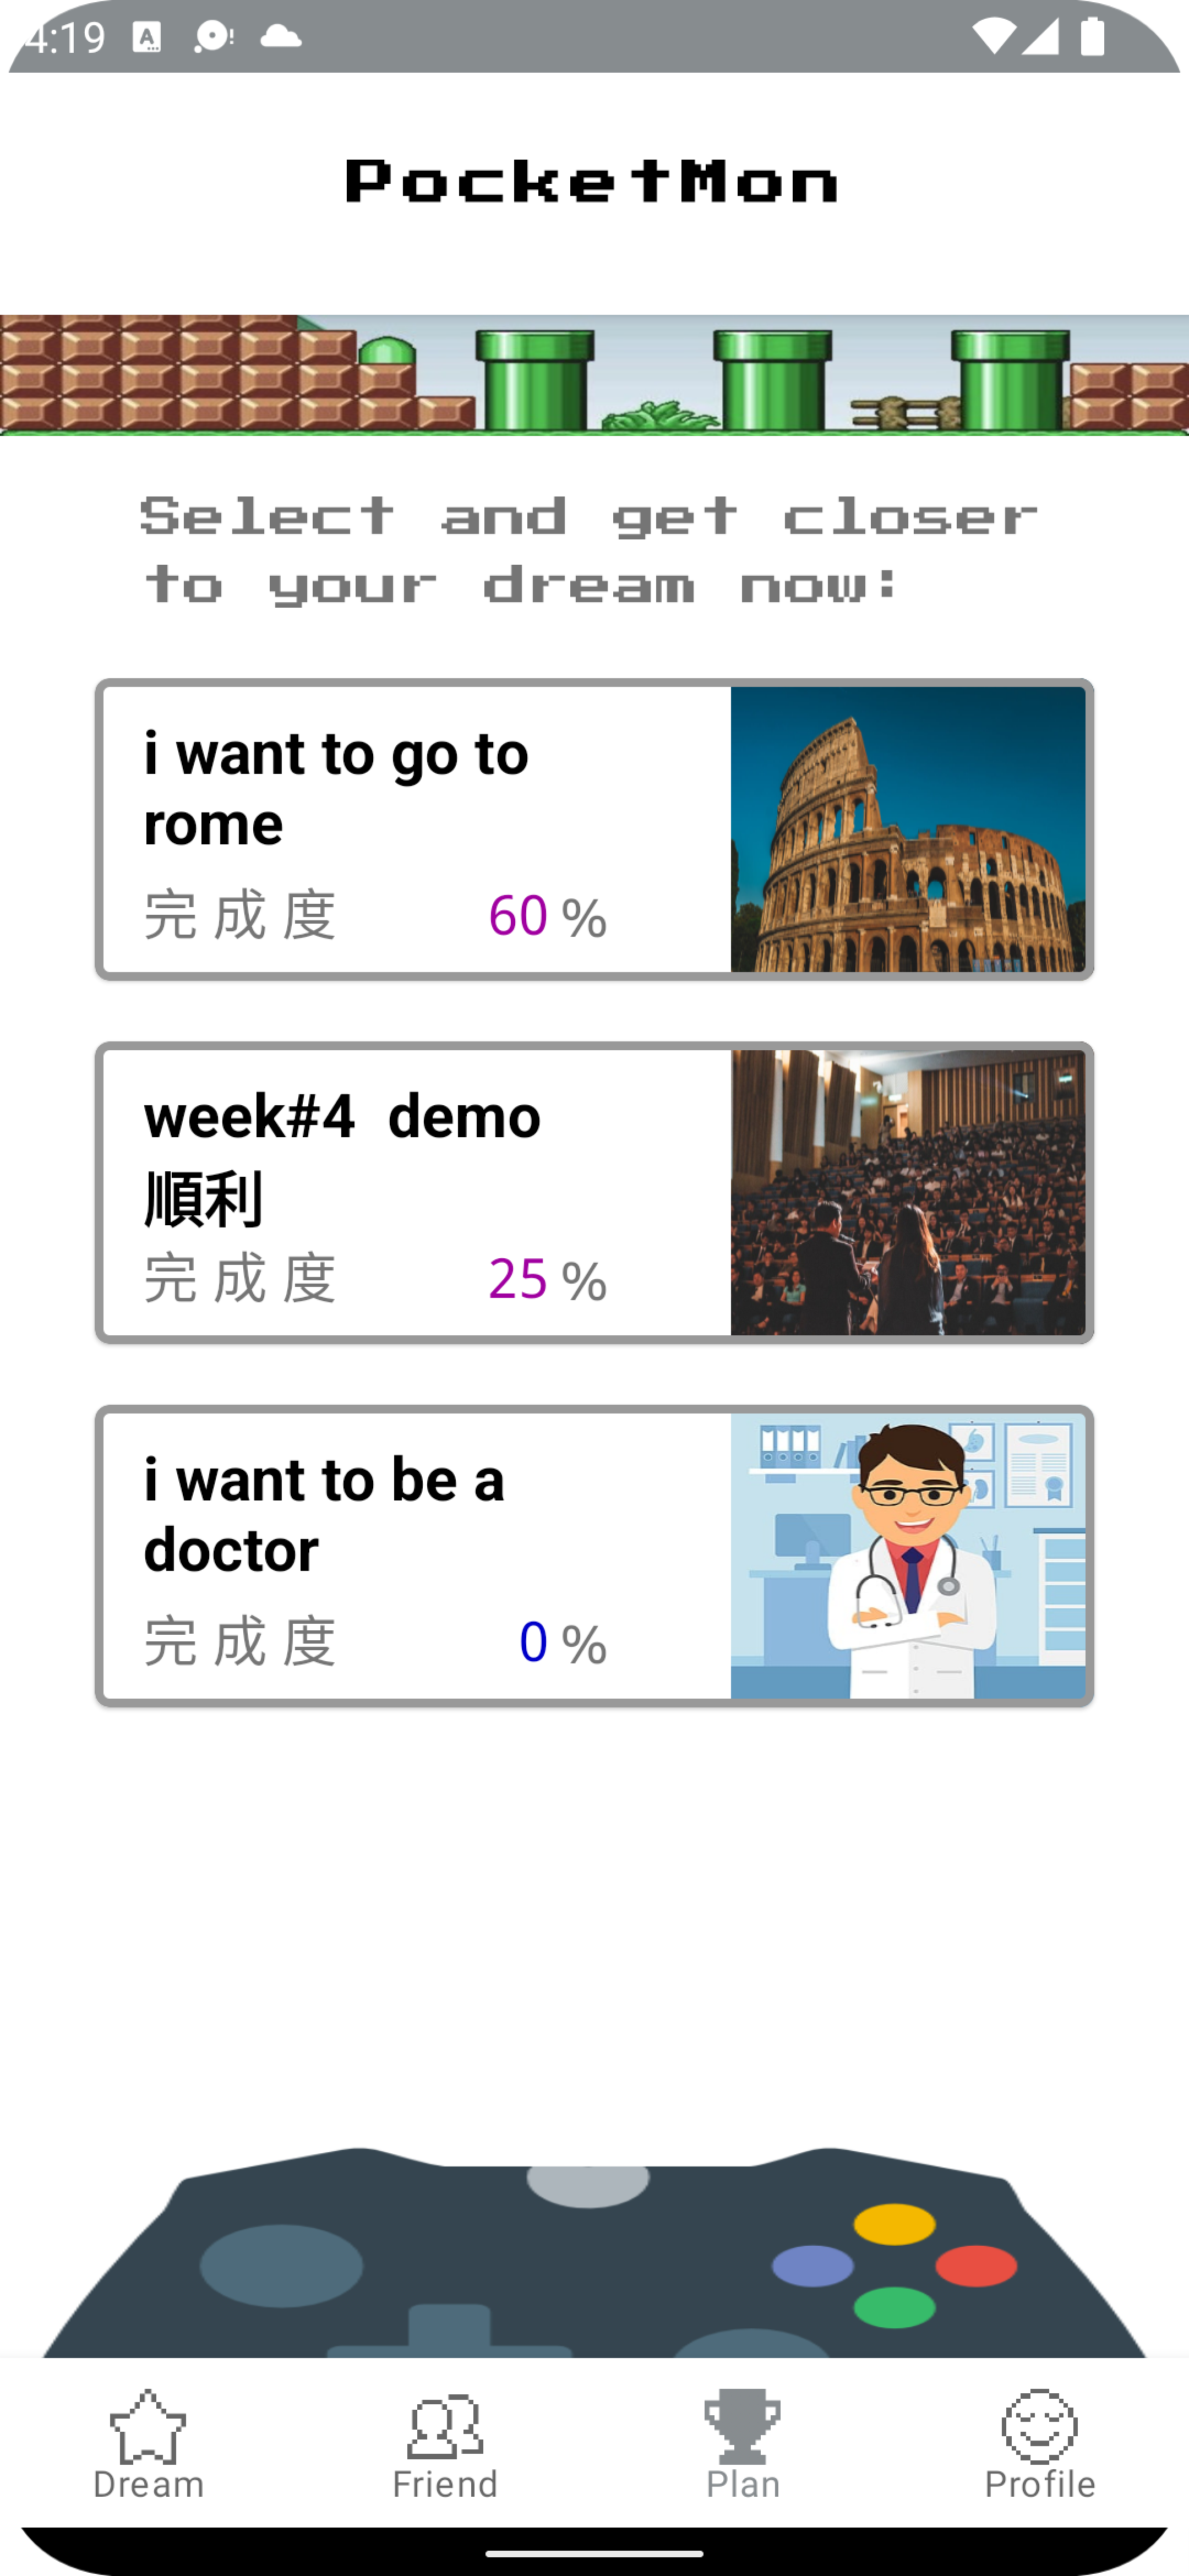 4:19
PocketMon
Select and get closer
to your dream now:
i want to go to
rome
完成度 60 %
week#4  demo
順利
完成度 25 %
i want to be a
doctor
完成度 0 %
Dream Friend Plan Profile